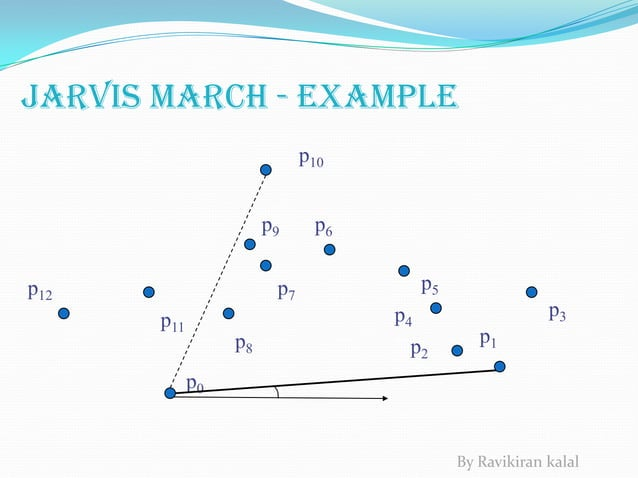 JARVIS MARCH - EXAMPLE
p10
p9 p6
p12 p7 p5
p11 p4 p3
p8 p2 p1
p0
By Ravikiran kalal